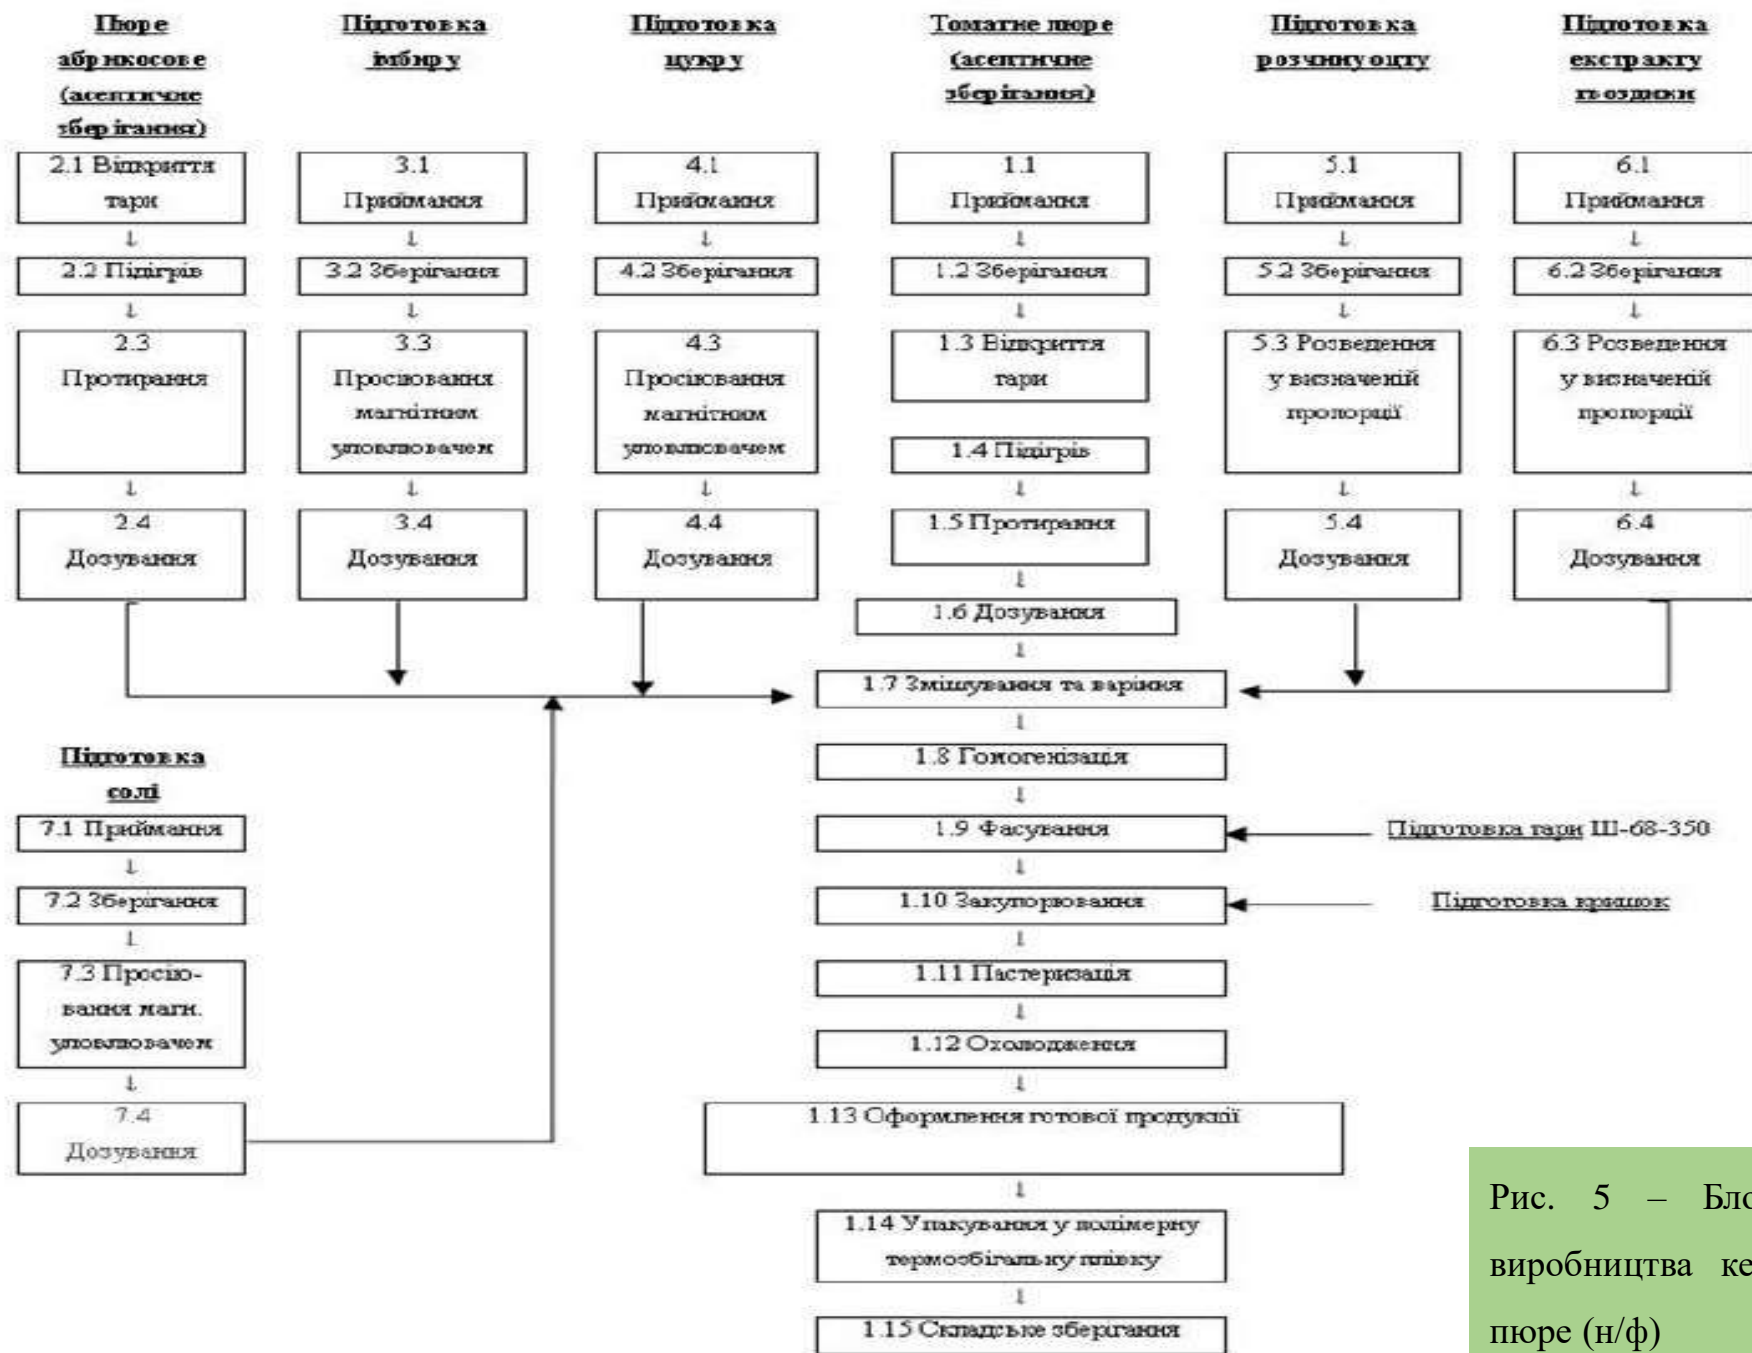 Пюре
абрикосове
(асептичне
зберігання)
2.1 Відкриття
тари
2.2 Підігрів
2.3
Протирання
2.4
Дозування
Підготовка
імбиру
3.1
Приймання
3.2 Зберігання
3.3
Просіювання
магнітним
уловлювачем
3.4
Дозування
Підготовка
цукру
4.1
Приймання
4.2 Зберігання
4.3
Просіювання
магнітним
уловлювачем
4.4
Дозування
Томатне пюре
(асептичне
зберігання)
1.1
Приймання
1.2 Зберігання
1.3 Відкриття
тари
1.4 Підігрів
1.5 Протирання
1.6 Дозування
1.7 Змішування та варіння
1.8 Гомогенізація
1.9 Фасування
1.10 Закупорювання
1.11 Пастеризація
1.12 Охолодження
1.13 Оформлення готової продукції
1.14 Упакування у полімерну
термозбігальну плівку
1.15 Складське зберігання
Підготовка
розчину оцту
5.1
Приймання
5.2 Зберігання
5.3 Розведення
у визначеній
пропорції
5.4
Дозування
Підготовка
екстракту
гвоздики
6.1
Приймання
6.2 Зберігання
6.3 Розведення
у визначеній
пропорції
6.4
Дозування
Підготовка
солі
7.1 Приймання
7.2 Зберігання
7.3 Просію-
вання магн.
уловлювачем
7.4
Дозування
Підготовка тари Ш-68-350
Підготовка кришок
Рис. 5 – Бло
виробництва ке
пюре (н/ф)